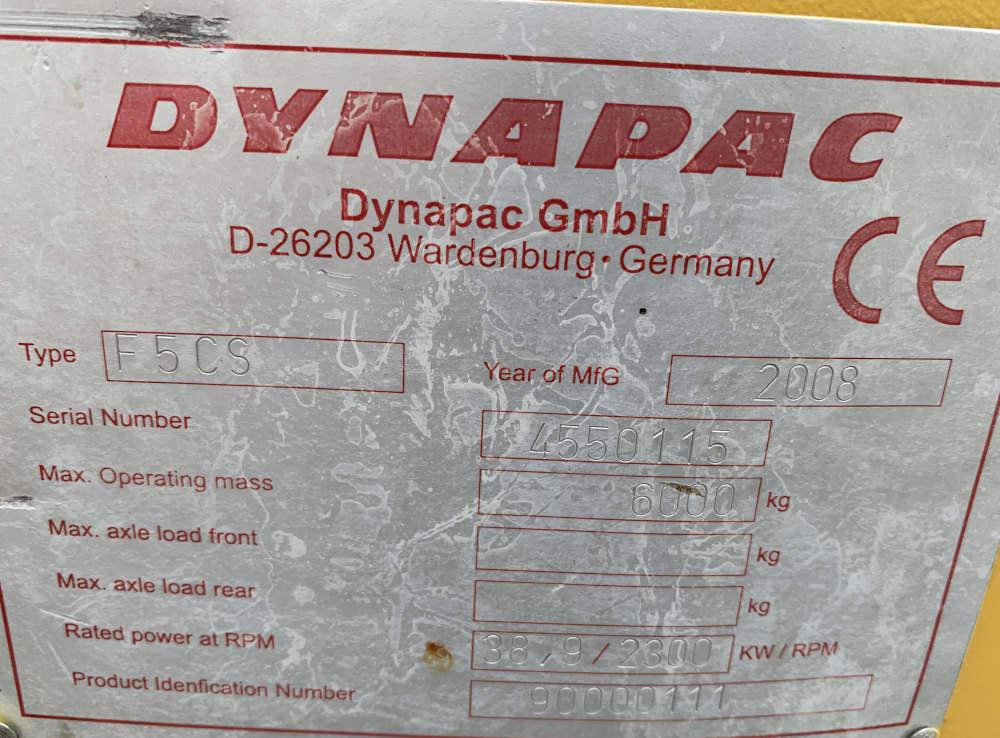 DYNAPAC
Dynapac GmbH
D-26203 Wardenburg · Germany
CE
Type F5CS Year of MfG 2008
Serial Number 4550115
Max. Operating mass 6000 kg
Max. axle load front kg
Max. axle load rear kg
Rated power at RPM 38,9/2300 KW / RPM
Product Idenfication Number 90000111